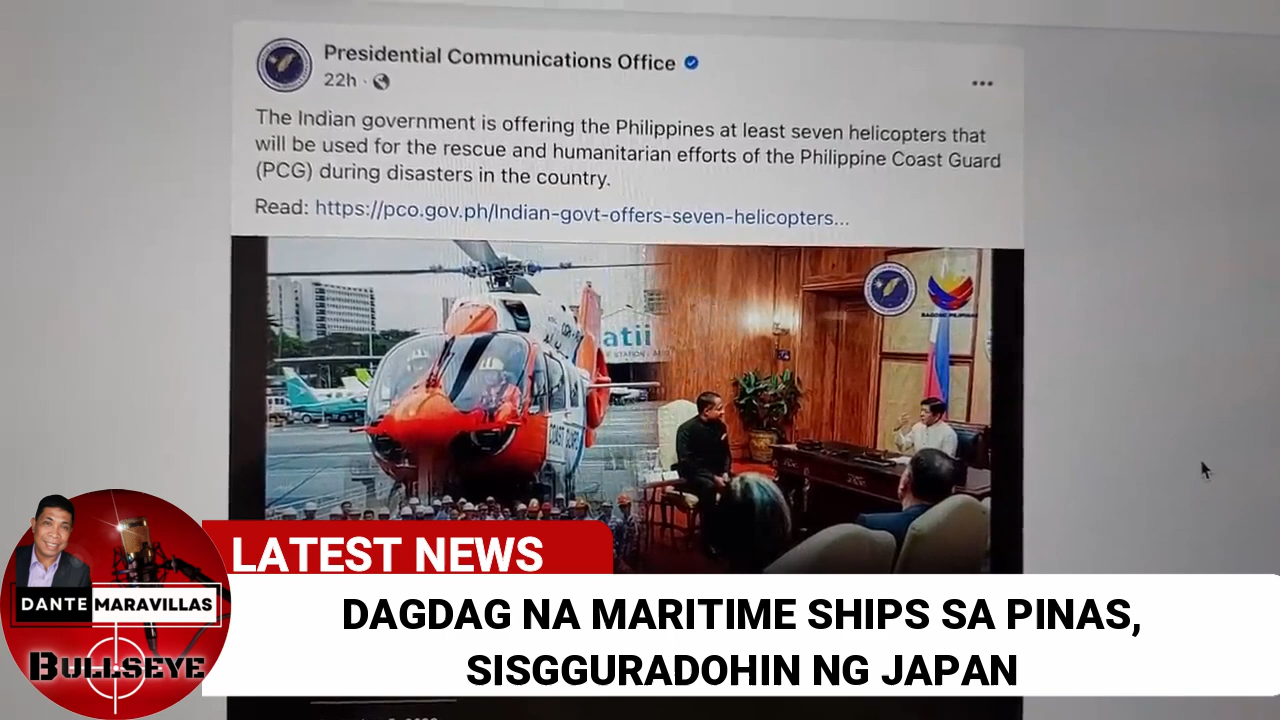 Presidential Communications Office
22h ·
The Indian government is offering the Philippines at least seven helicopters that
will be used for the rescue and humanitarian efforts of the Philippine Coast Guard
(PCG) during disasters in the country.
Read: https://pco.gov.ph/Indian-govt-offers-seven-helicopters...
atii
COAST GUARD
LATEST NEWS
DANTE MARAVILLAS
BULLSEYE
DAGDAG NA MARITIME SHIPS SA PINAS,
SISGGURADOHIN NG JAPAN